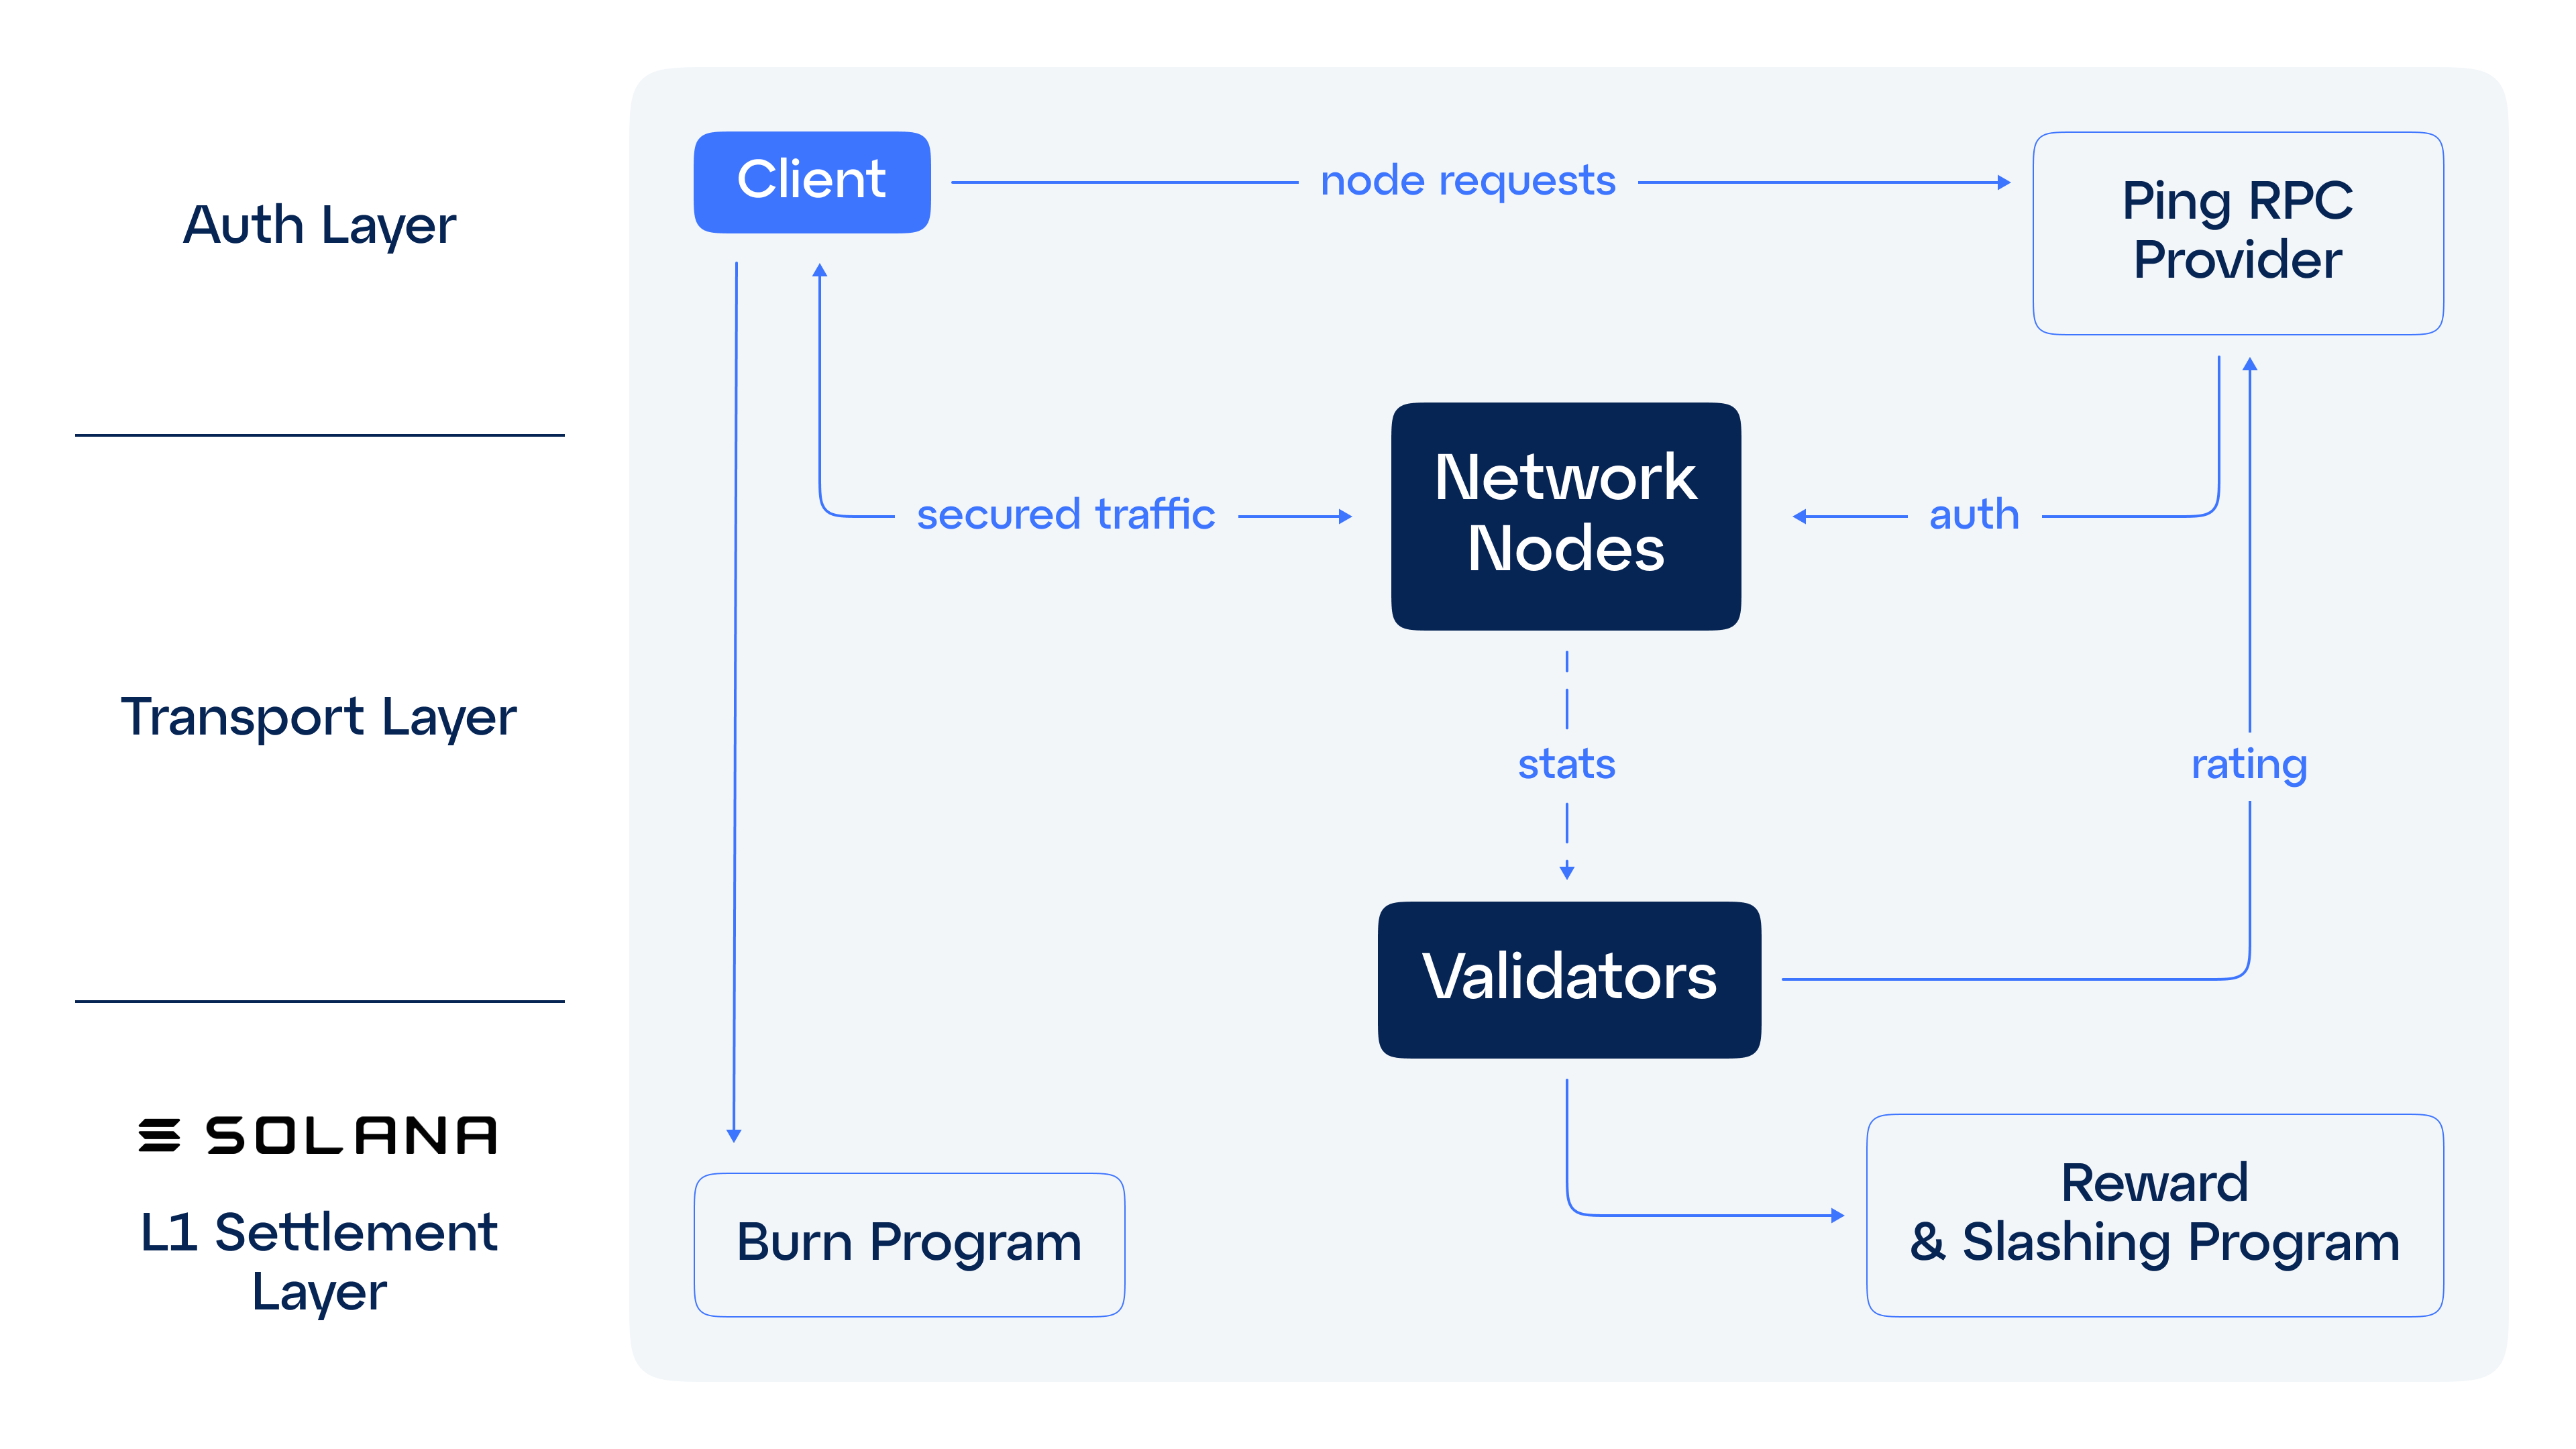 Auth Layer
Transport Layer
SOLANA
L1 Settlement
Layer
Client
node requests
Ping RPC
Provider
secured traffic
Network
Nodes
auth
stats
rating
Validators
Burn Program
Reward
& Slashing Program